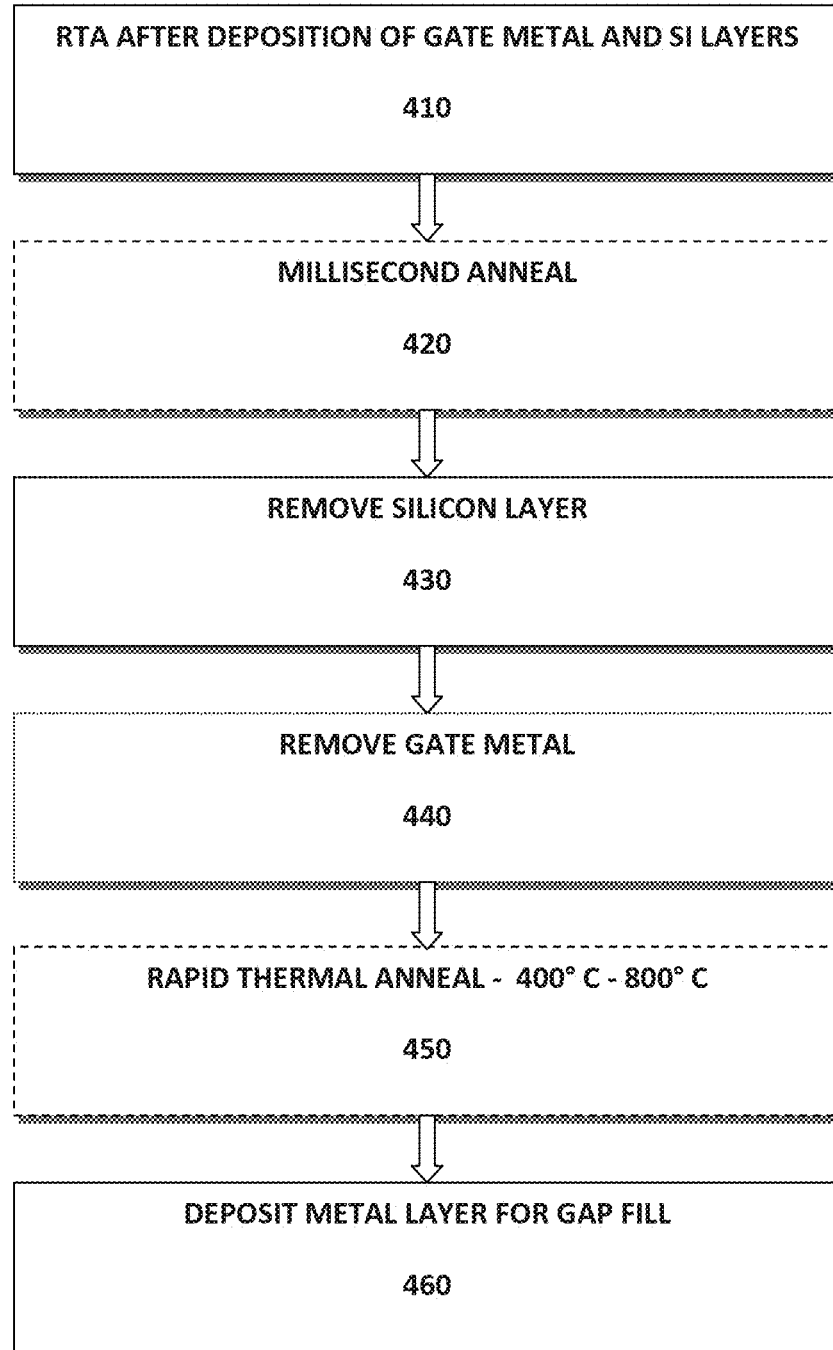 RTA AFTER DEPOSITION OF GATE METAL AND SI LAYERS
410
MILLISECOND ANNEAL
420
REMOVE SILICON LAYER
430
REMOVE GATE METAL
440
RAPID THERMAL ANNEAL - 400° C - 800° C
450
DEPOSIT METAL LAYER FOR GAP FILL
460